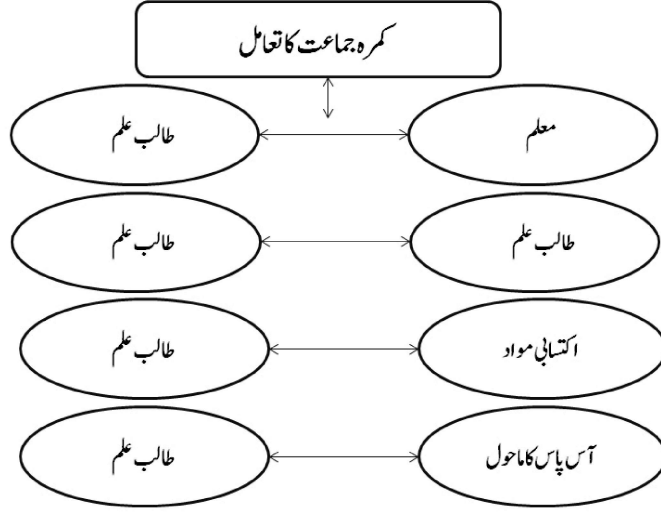 کمرہ جماعت کا تعامل
معلم
طالب علم
طالب علم
طالب علم
اکتسابی مواد
طالب علم
آس پاس کا ماحول
طالب علم